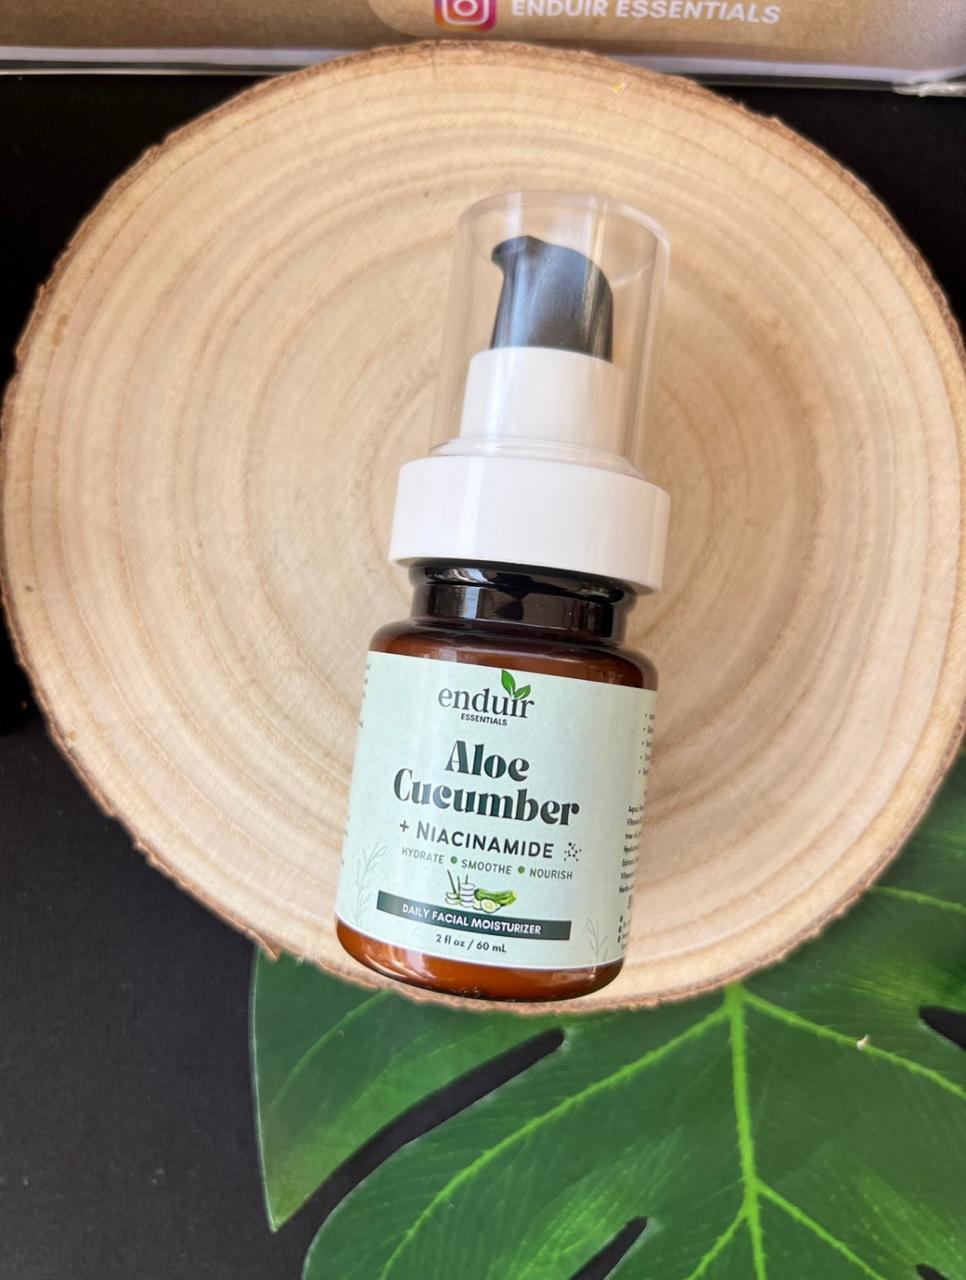 ENDUIR ESSENTIALS
enduir
ESSENTIALS
Aloe
Cucumber
+ NIACINAMIDE
HYDRATE • SMOOTHE • NOURISH
DAILY FACIAL MOISTURIZER
2 fl oz / 60 mL